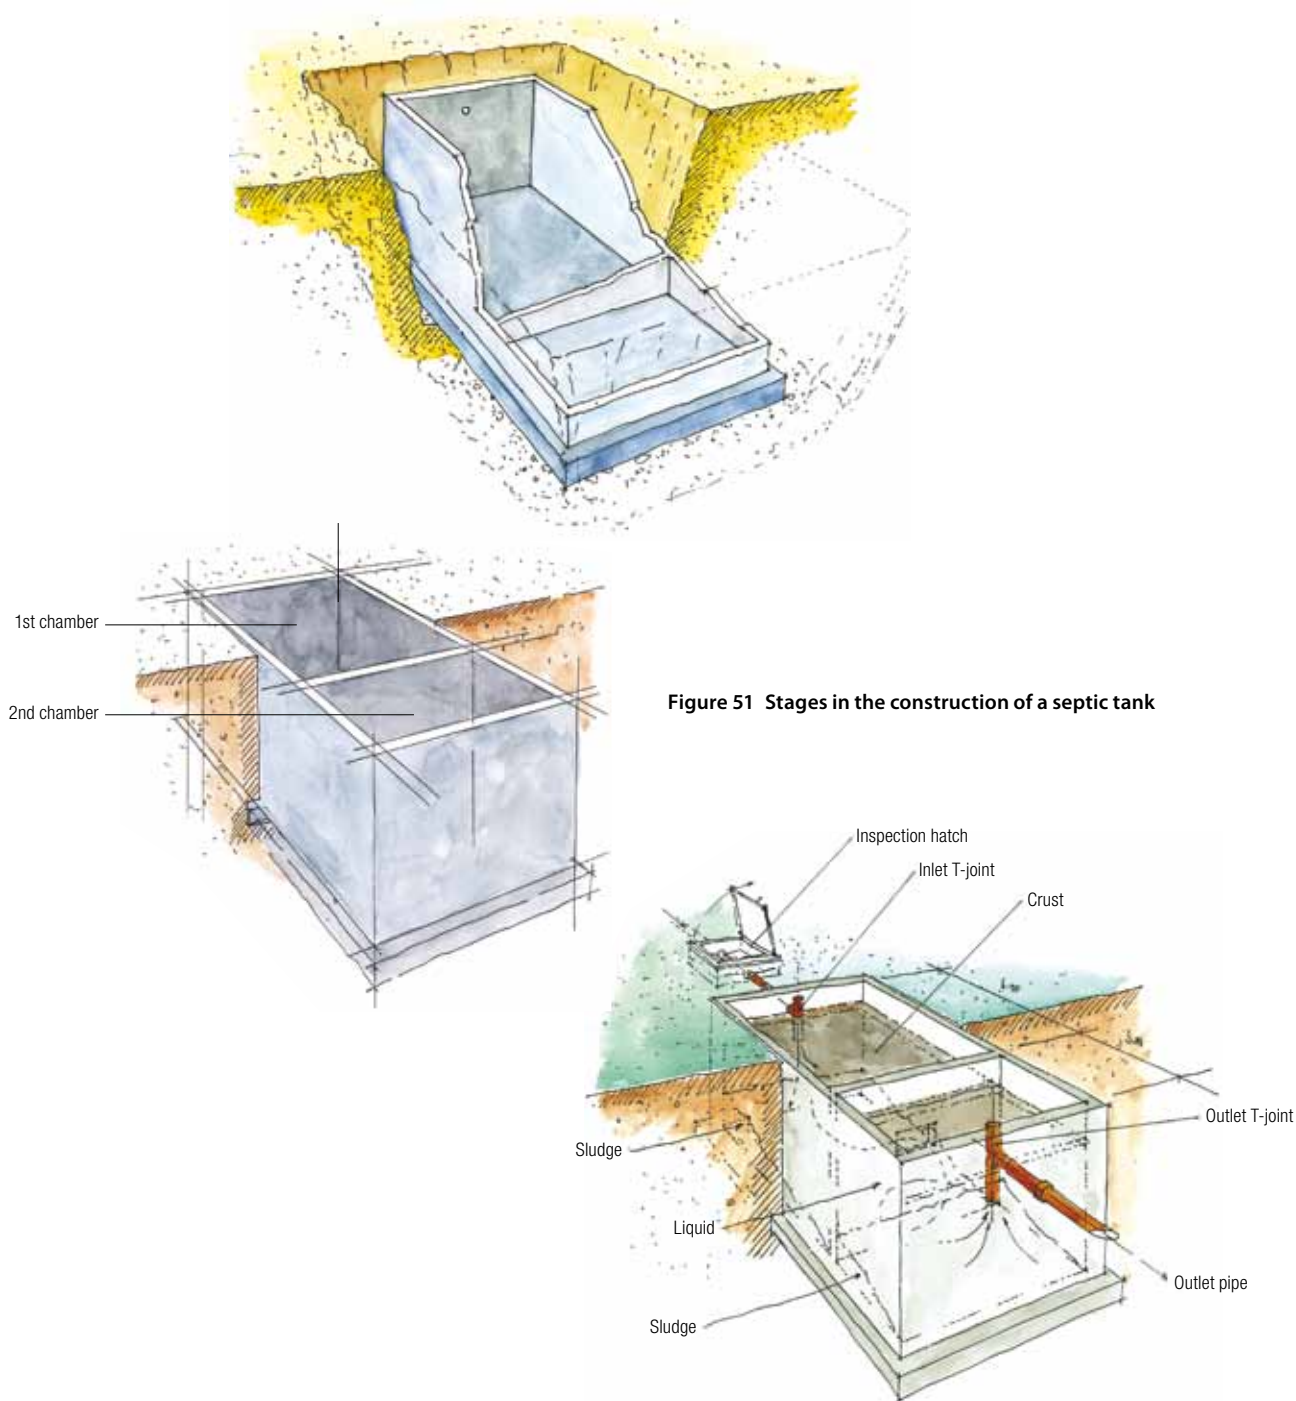 1st chamber
2nd chamber
Figure 51 Stages in the construction of a septic tank
Inspection hatch
Inlet T-joint
Crust
Outlet T-joint
Sludge
Liquid
Outlet pipe
Sludge